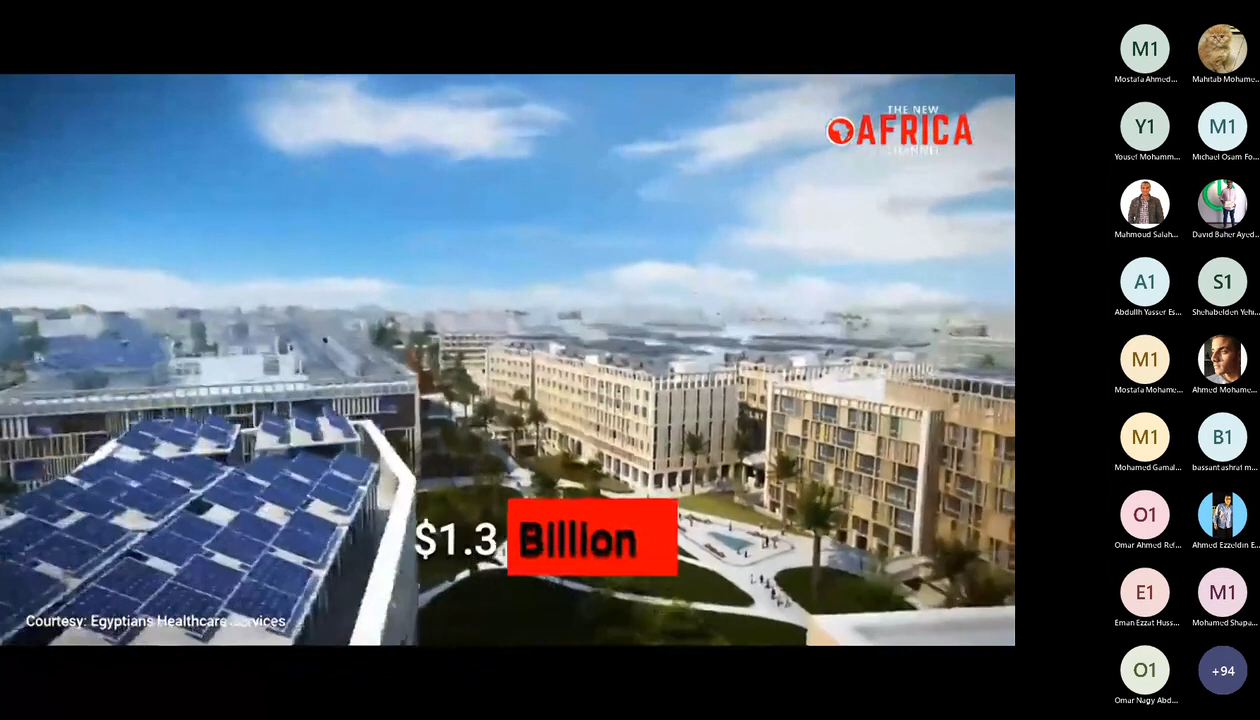 THE NEW
AFRICA
CHANNEL
$1.3 Billion
Courtesy: Egyptians Healthcare Services
M1
Mostafa Ahmed...
Mahitab Mohame...
Y1
Yousef Mohamm...
M1
Michael Osam Fo...
Mahmoud Salah...
David Baher Ayed...
A1
Abdullh Yasser Es...
S1
Shehabelden Yehi...
M1
Mostafa Mohame...
Ahmed Mohame...
M1
Mohamed Gamal...
B1
bassant ashraf m...
O1
Omar Ahmed Ref...
Ahmed Ezzeldin E...
E1
Eman Ezzat Huss...
M1
Mohamed Shapa...
O1
Omar Nagy Abd...
+94